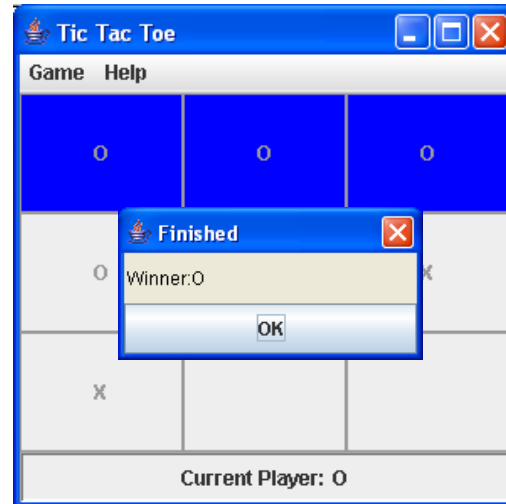 Tic Tac Toe
Game Help
O O O
Finished
O X
Winner:O
OK
X
Current Player: O